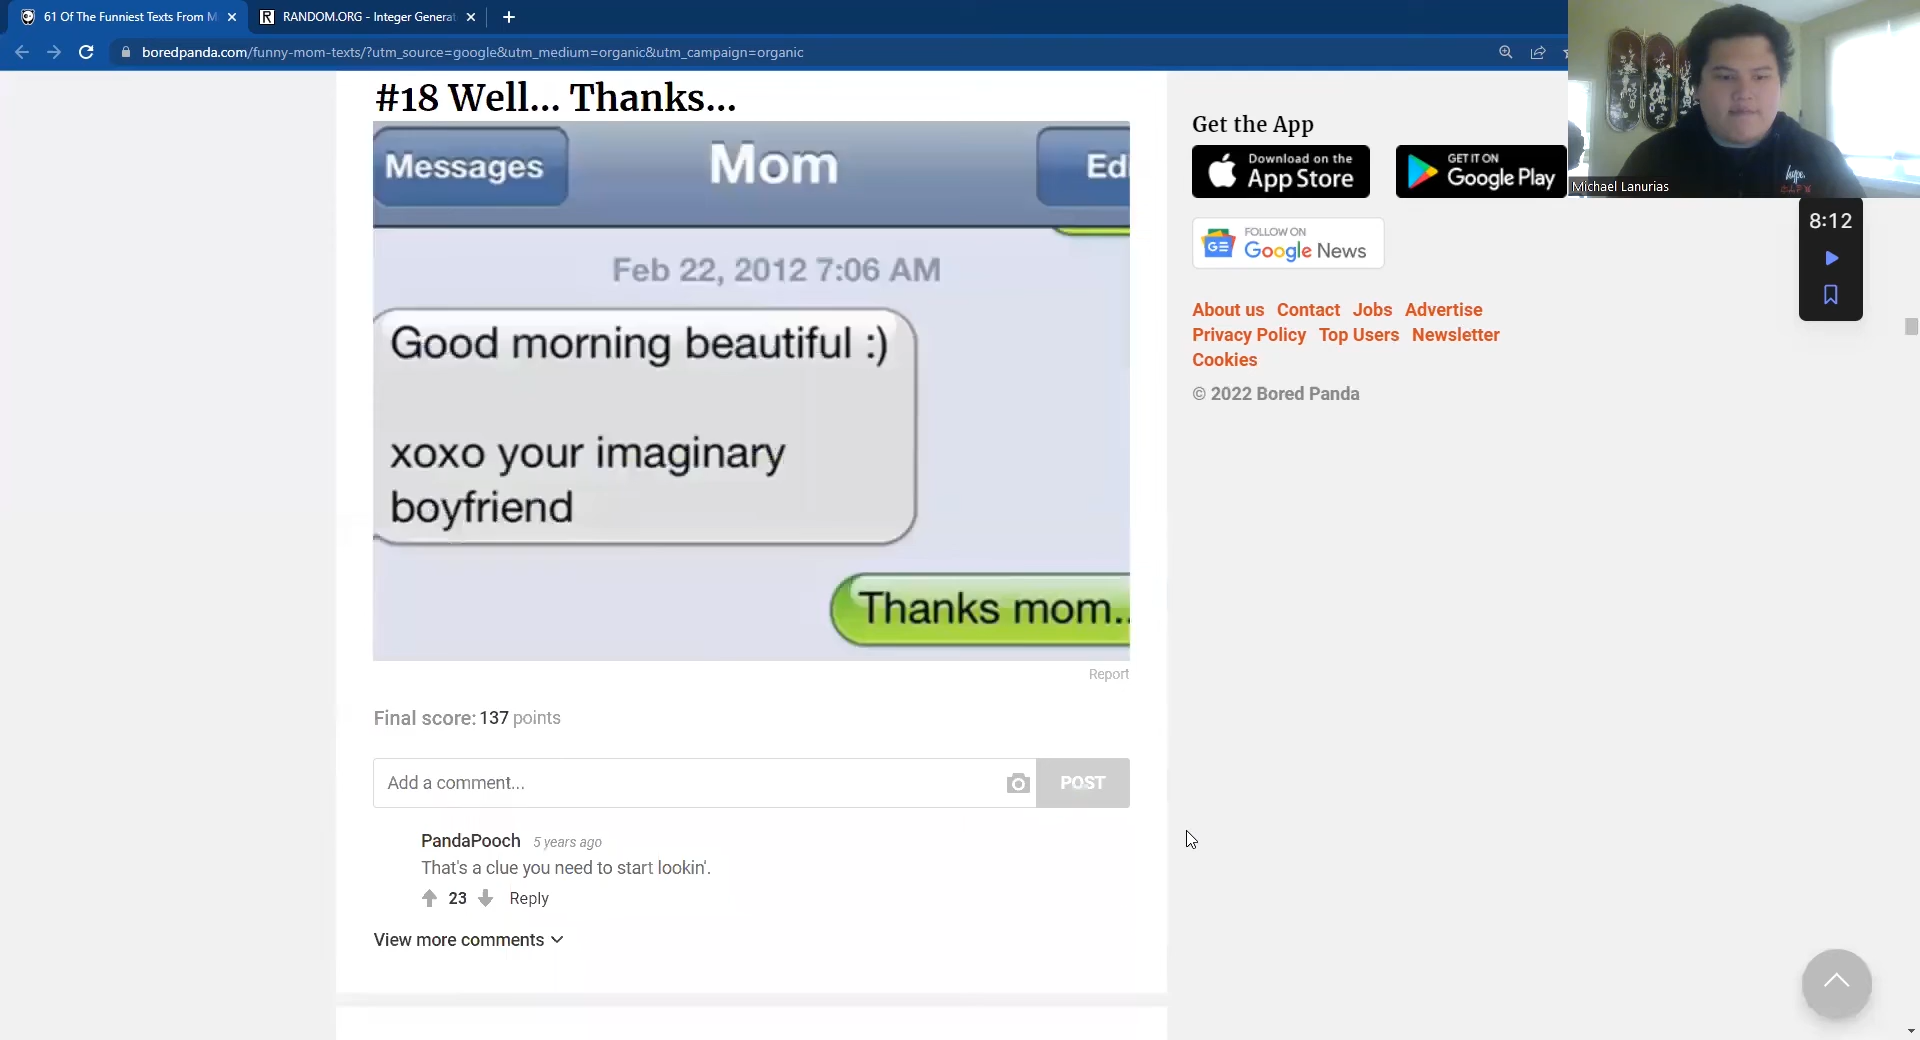 61 Of The Funniest Texts From M
RANDOM.ORG - Integer Generat
boredpanda.com/funny-mom-texts/?utm_source=google&utm_medium=organic&utm_campaign=organic
#18 Well... Thanks...
Messages
Mom
Edi
Feb 22, 2012 7:06 AM
Good morning beautiful :)
xoxo your imaginary
boyfriend
Thanks mom..
Report
Final score: 137 points
Add a comment...
POST
PandaPooch 5 years ago
That's a clue you need to start lookin'.
23 Reply
View more comments
Get the App
Download on the
App Store
GET IT ON
Google Play
FOLLOW ON
GE Google News
About us Contact Jobs Advertise
Privacy Policy Top Users Newsletter
Cookies
© 2022 Bored Panda
hype.
Michael Lanurias
8:12